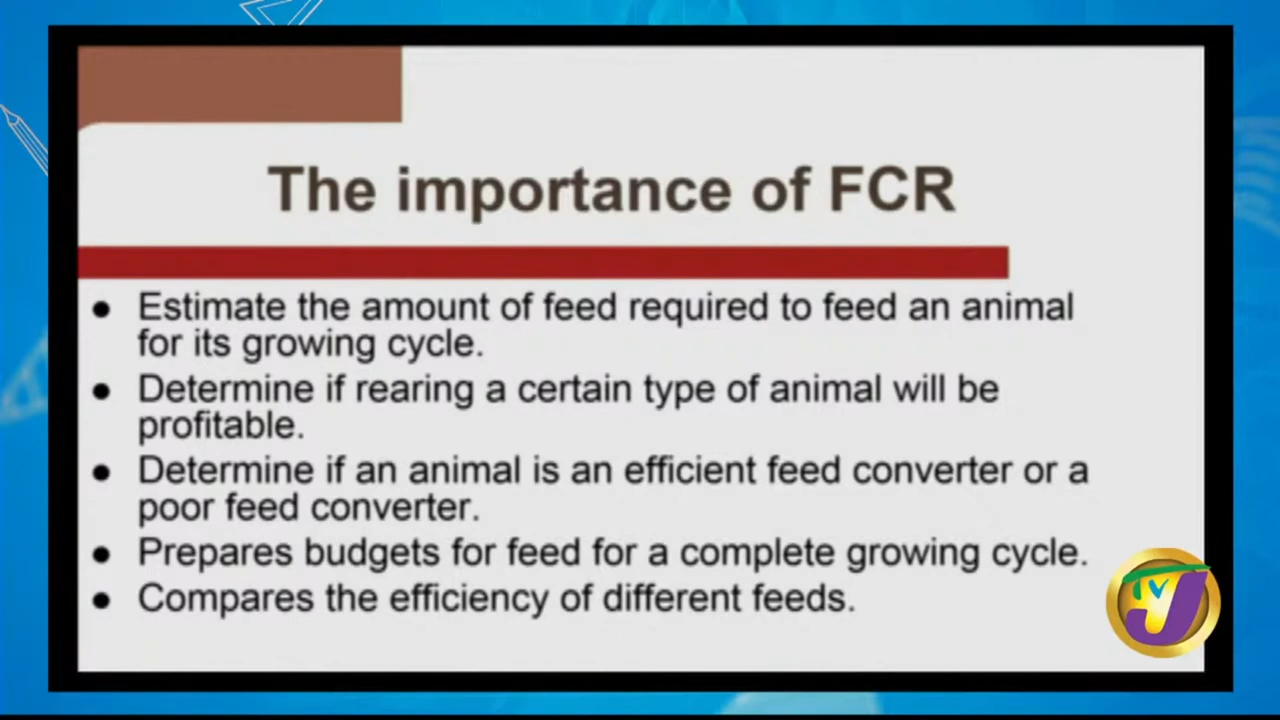 The importance of FCR
● Estimate the amount of feed required to feed an animal
for its growing cycle.
● Determine if rearing a certain type of animal will be
profitable.
● Determine if an animal is an efficient feed converter or a
poor feed converter.
● Prepares budgets for feed for a complete growing cycle.
● Compares the efficiency of different feeds.
TVJ